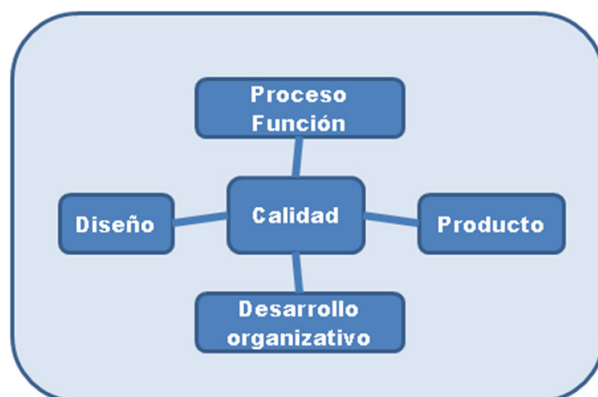 Proceso
Función
Diseño
Calidad
Producto
Desarrollo
organizativo